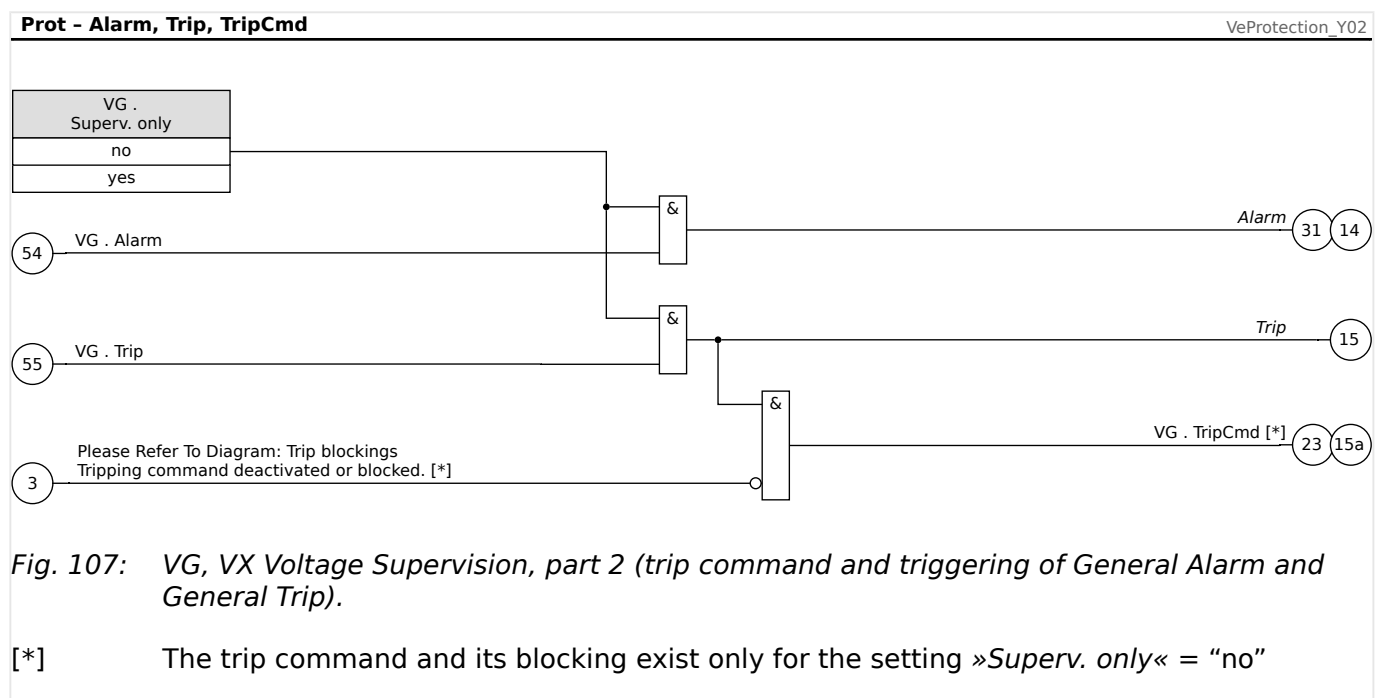 Prot – Alarm, Trip, TripCmd
VeProtection_Y02
VG .
Superv. only
no
yes
&
Alarm
31
14
VG . Alarm
54
&
Trip
15
VG . Trip
55
&
VG . TripCmd [*]
23
15a
Please Refer To Diagram: Trip blockings
Tripping command deactivated or blocked. [*]
3
Fig. 107: VG, VX Voltage Supervision, part 2 (trip command and triggering of General Alarm and
General Trip).
[*] The trip command and its blocking exist only for the setting »Superv. only« = “no”